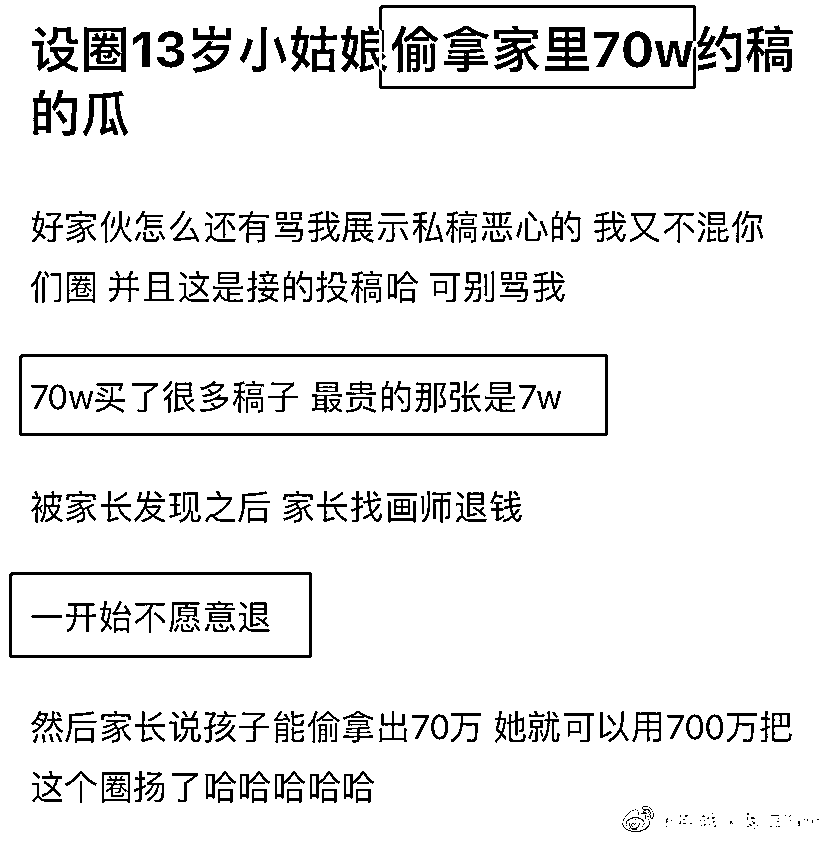 设圈13岁小姑娘偷拿家里70w约稿
的瓜
好家伙怎么还有骂我展示私稿恶心的 我又不混你
们圈 并且这是接的投稿哈 可别骂我
70w买了很多稿子 最贵的那张是7w
被家长发现之后 家长找画师退钱
一开始不愿意退
然后家长说孩子能偷拿出70万 她就可以用700万把
这个圈扬了哈哈哈哈哈